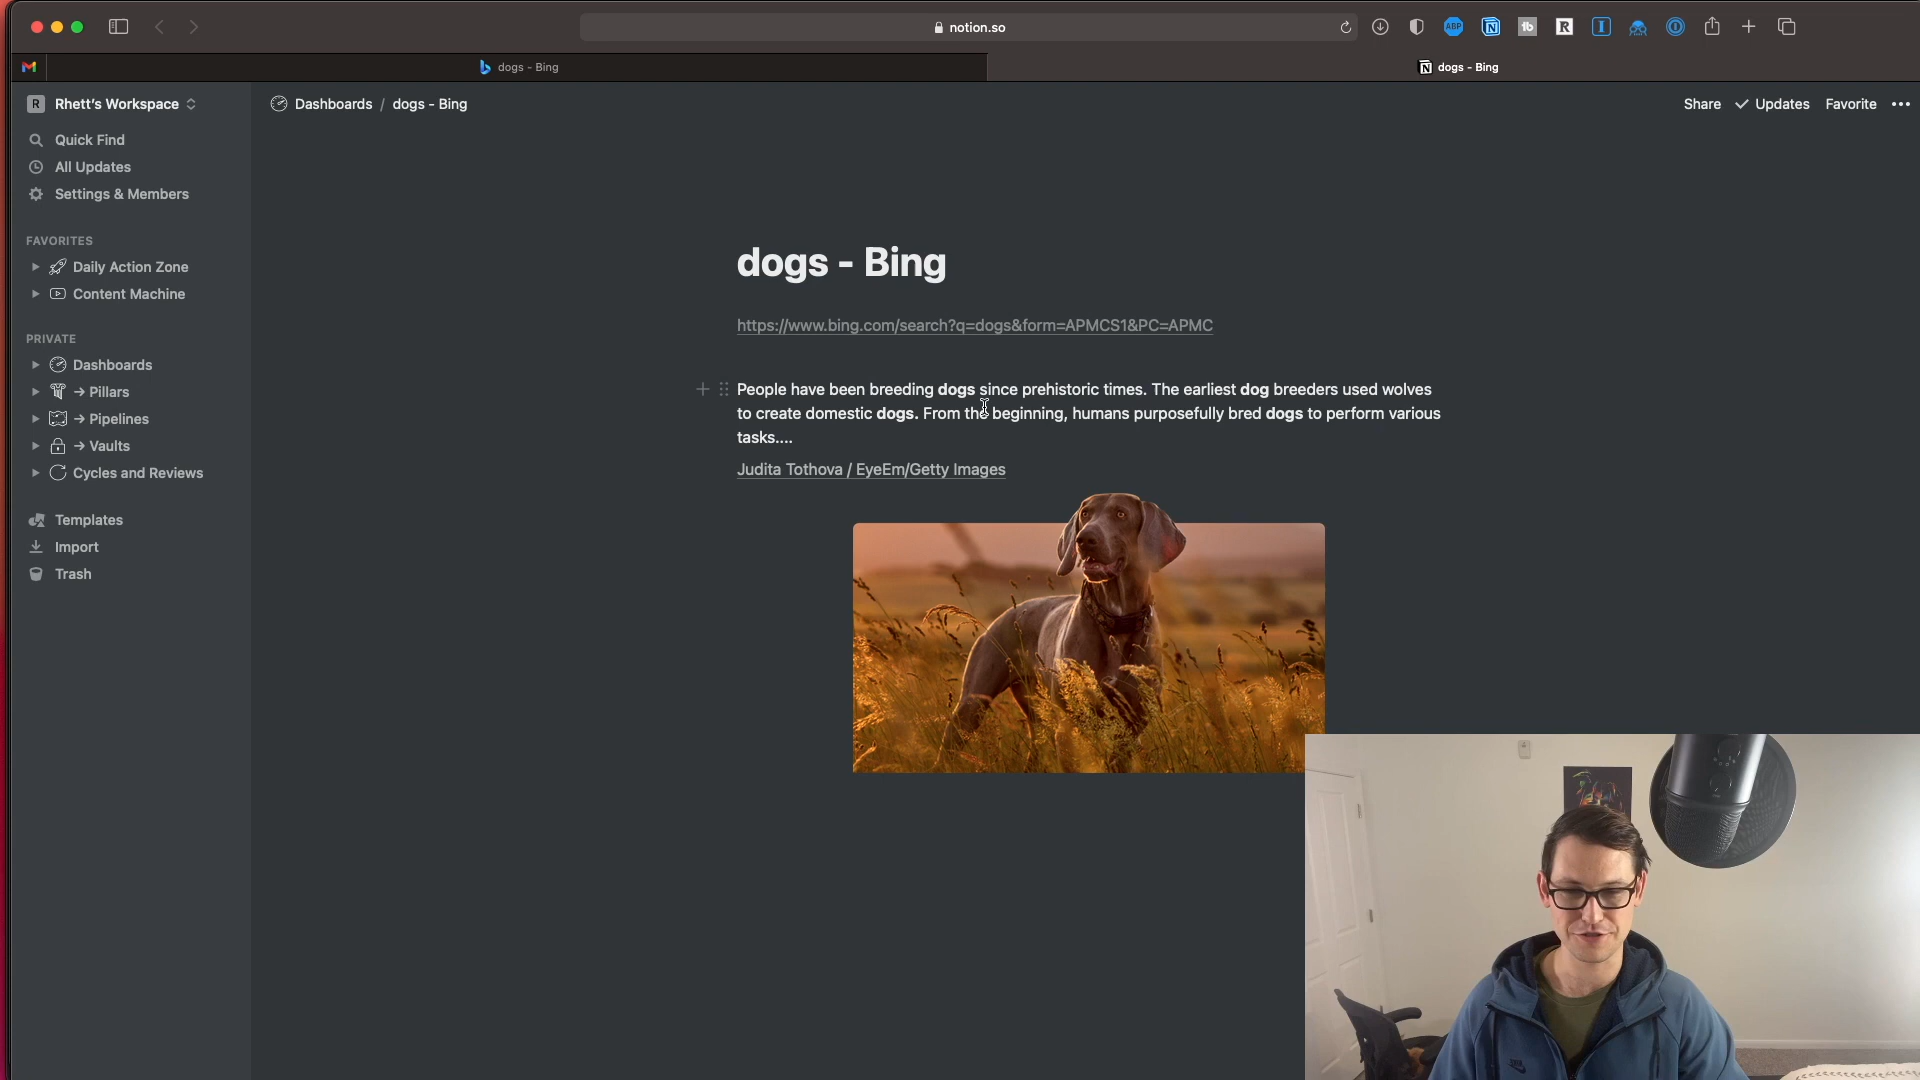 notion.so
ABP
tb
R
dogs - Bing
dogs - Bing
R Rhett's Workspace
Dashboards / dogs - Bing
Share
Updates
Favorite
Quick Find
All Updates
Settings & Members
FAVORITES
Daily Action Zone
Content Machine
PRIVATE
Dashboards
→ Pillars
→ Pipelines
→ Vaults
Cycles and Reviews
Templates
Import
Trash
dogs - Bing
https://www.bing.com/search?q=dogs&form=APMCS1&PC=APMC
People have been breeding dogs since prehistoric times. The earliest dog breeders used wolves
to create domestic dogs. From the beginning, humans purposefully bred dogs to perform various
tasks....
Judita Tothova / EyeEm/Getty Images